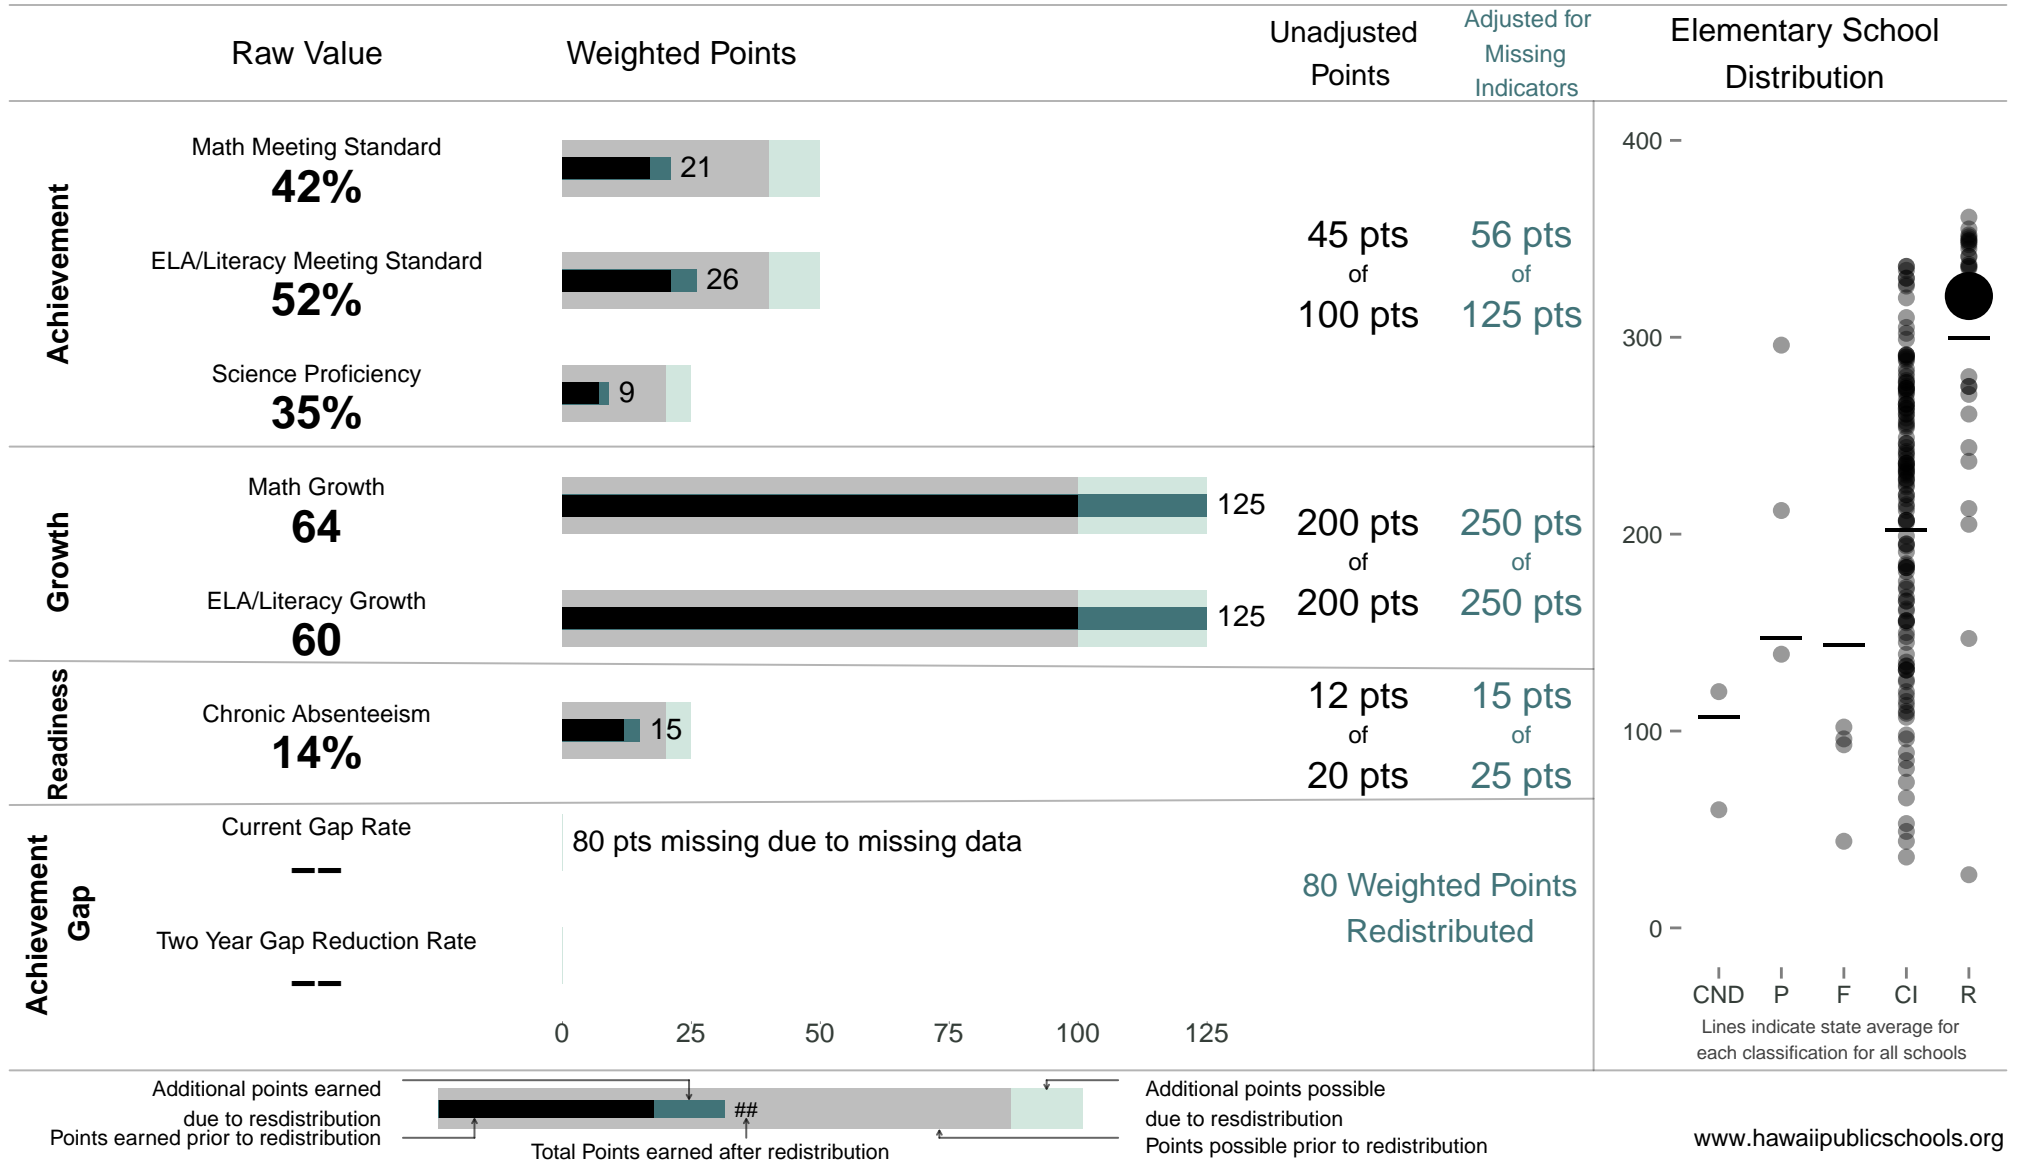 Raw Value
Weighted Points
Unadjusted
Points
Adjusted for
Missing
Indicators
Elementary School
Distribution
Achievement
Math Meeting Standard
42%
21
ELA/Literacy Meeting Standard
52%
26
Science Proficiency
35%
9
45 pts
of
100 pts
56 pts
of
125 pts
Growth
Math Growth
64
125
ELA/Literacy Growth
60
125
200 pts
of
200 pts
250 pts
of
250 pts
Readiness
Chronic Absenteeism
14%
15
12 pts
of
20 pts
15 pts
of
25 pts
Achievement
Gap
Current Gap Rate
--
80 pts missing due to missing data
Two Year Gap Reduction Rate
--
80 Weighted Points
Redistributed
0 25 50 75 100 125
400
300
200
100
0
CND P F CI R
Lines indicate state average for
each classification for all schools
Additional points earned
due to resdistribution
Points earned prior to redistribution
##
Total Points earned after redistribution
Additional points possible
due to resdistribution
Points possible prior to redistribution
www.hawaiipublicschools.org